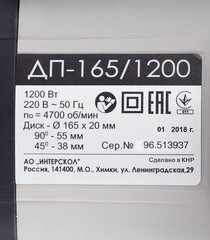 ДП-165/1200
1200 Вт
220 В ~ 50 Гц
n₀ = 4700 об/мин
Диск - Ø 165 x 20 мм
90° - 55 мм
45° - 38 мм
01 2018 г.
Сер.№ 96.513937
АО „ИНТЕРСКОЛ"
Сделано в КНР
Россия, 141400, М.О., Химки, ул. Ленинградская, 29